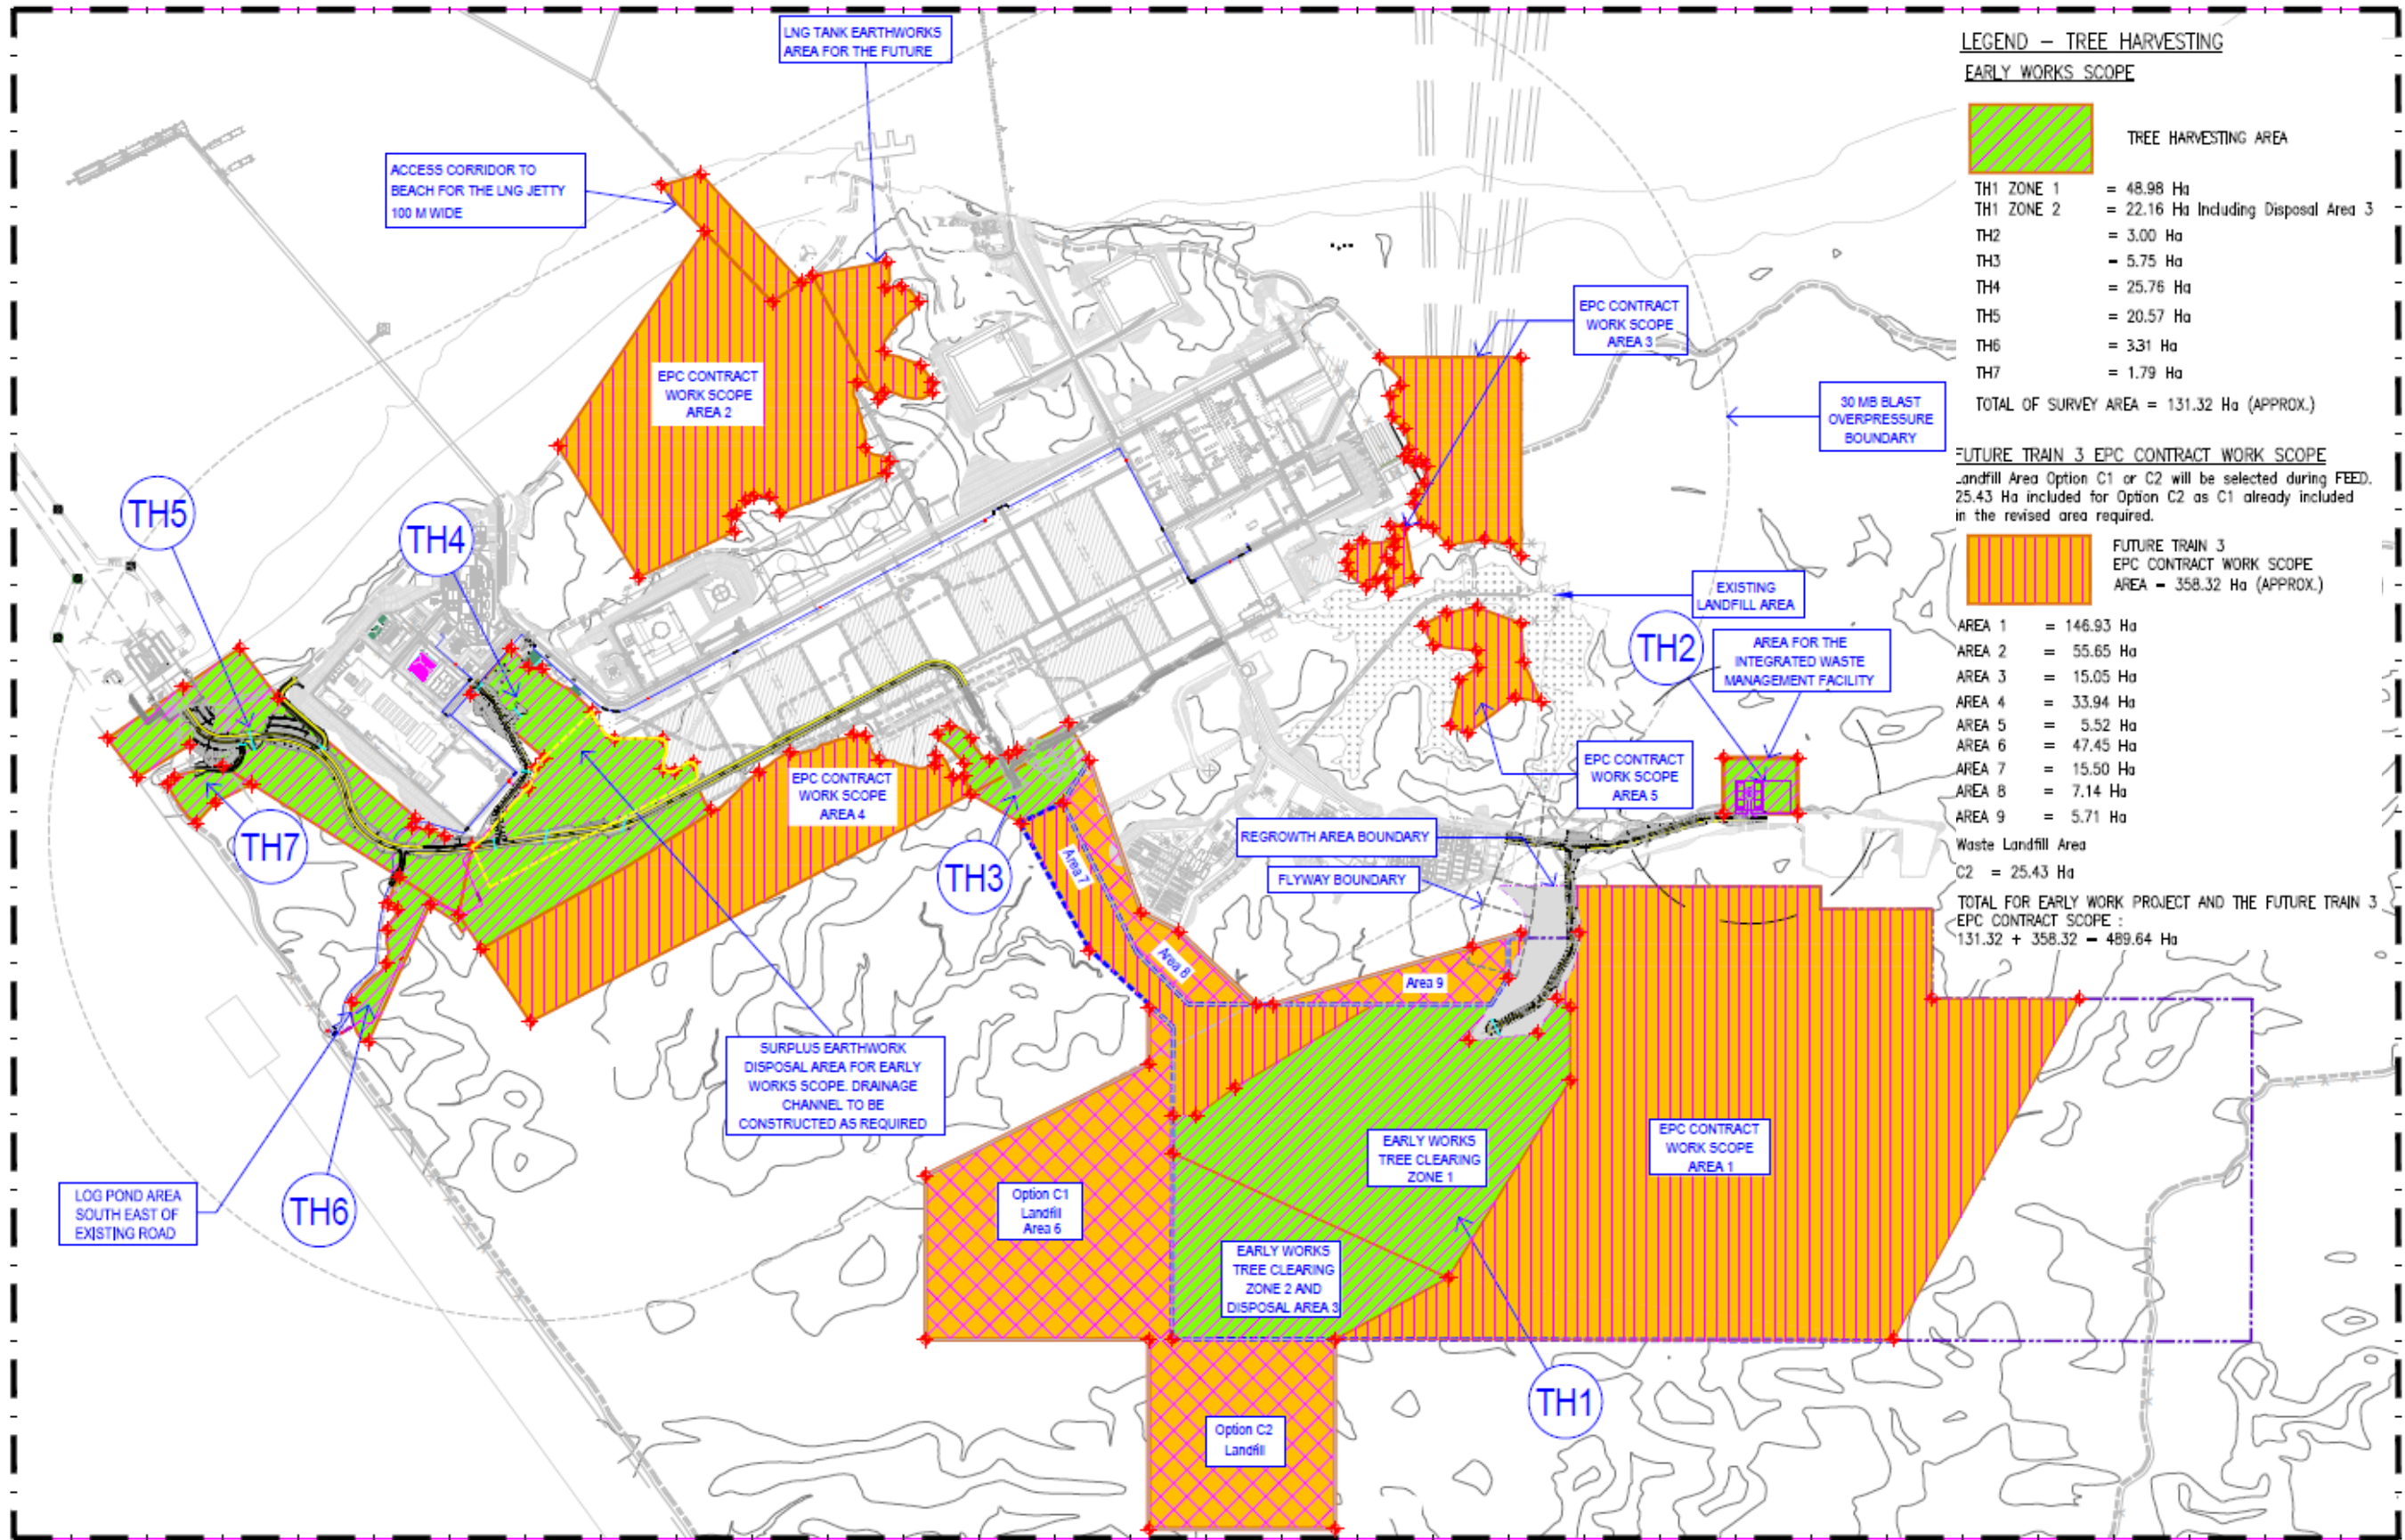 LNG TANK EARTHWORKS
AREA FOR THE FUTURE
ACCESS CORRIDOR TO
BEACH FOR THE LNG JETTY
100 M WIDE
EPC CONTRACT
WORK SCOPE
AREA 2
EPC CONTRACT
WORK SCOPE
AREA 3
30 MB BLAST
OVERPRESSURE
BOUNDARY
TH5
TH4
EXISTING
LANDFILL AREA
TH2
AREA FOR THE
INTEGRATED WASTE
MANAGEMENT FACILITY
EPC CONTRACT
WORK SCOPE
AREA 4
EPC CONTRACT
WORK SCOPE
AREA 5
TH7
TH3
REGROWTH AREA BOUNDARY
FLYWAY BOUNDARY
Area 7
Area 8
Area 9
SURPLUS EARTHWORK
DISPOSAL AREA FOR EARLY
WORKS SCOPE. DRAINAGE
CHANNEL TO BE
CONSTRUCTED AS REQUIRED
EARLY WORKS
TREE CLEARING
ZONE 1
EPC CONTRACT
WORK SCOPE
AREA 1
LOG POND AREA
SOUTH EAST OF
EXISTING ROAD
TH6
Option C1
Landfill
Area 6
EARLY WORKS
TREE CLEARING
ZONE 2 AND
DISPOSAL AREA 3
TH1
Option C2
Landfill
LEGEND – TREE HARVESTING
EARLY WORKS SCOPE
TREE HARVESTING AREA
TH1 ZONE 1 = 48.98 Ha
TH1 ZONE 2 = 22.16 Ha Including Disposal Area 3
TH2 = 3.00 Ha
TH3 = 5.75 Ha
TH4 = 25.76 Ha
TH5 = 20.57 Ha
TH6 = 3.31 Ha
TH7 = 1.79 Ha
TOTAL OF SURVEY AREA = 131.32 Ha (APPROX.)
FUTURE TRAIN 3 EPC CONTRACT WORK SCOPE
Landfill Area Option C1 or C2 will be selected during FEED.
25.43 Ha included for Option C2 as C1 already included
in the revised area required.
FUTURE TRAIN 3
EPC CONTRACT WORK SCOPE
AREA = 358.32 Ha (APPROX.)
AREA 1 = 146.93 Ha
AREA 2 = 55.65 Ha
AREA 3 = 15.05 Ha
AREA 4 = 33.94 Ha
AREA 5 = 5.52 Ha
AREA 6 = 47.45 Ha
AREA 7 = 15.50 Ha
AREA 8 = 7.14 Ha
AREA 9 = 5.71 Ha
Waste Landfill Area
C2 = 25.43 Ha
TOTAL FOR EARLY WORK PROJECT AND THE FUTURE TRAIN 3
EPC CONTRACT SCOPE :
131.32 + 358.32 = 489.64 Ha